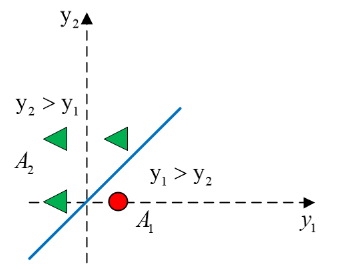 y₂
y₂ > y₁
A₂
y₁ > y₂
A₁
y₁